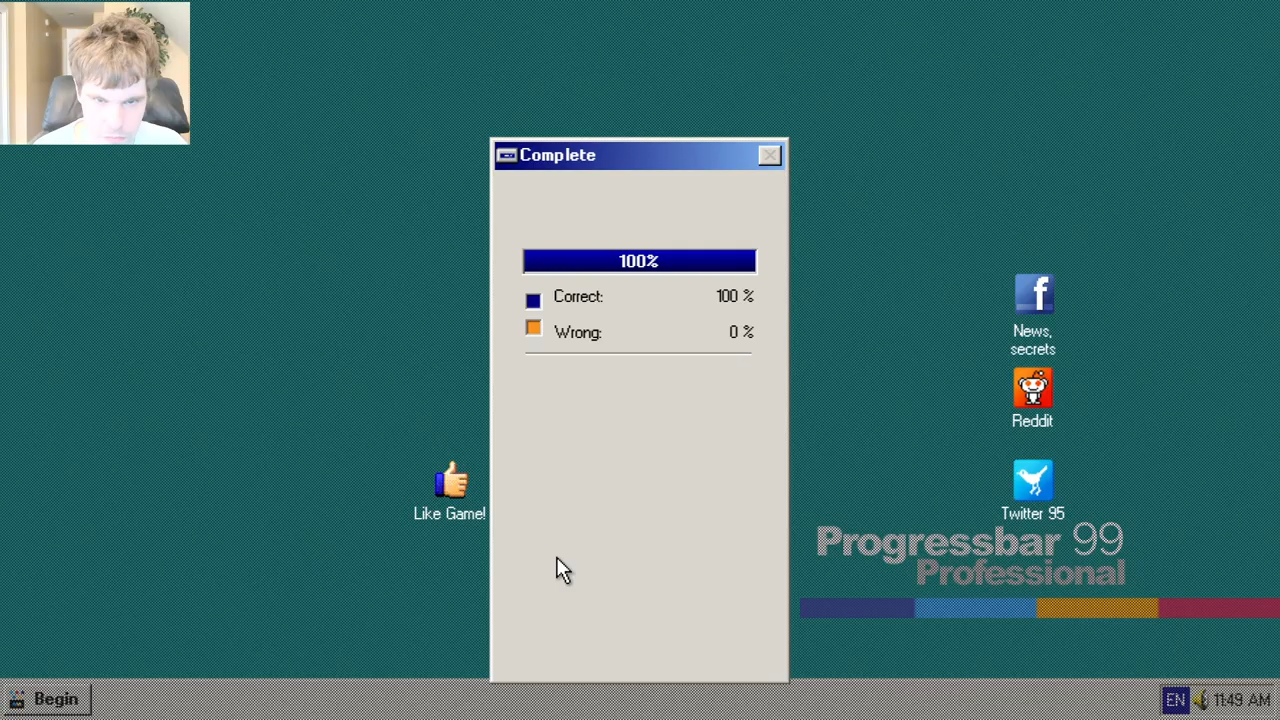 Complete
100%
Correct: 100 %
Wrong: 0 %
News,
secrets
Reddit
Like Game!
Twitter 95
Progressbar 99
Professional
Begin
EN 11:49 AM